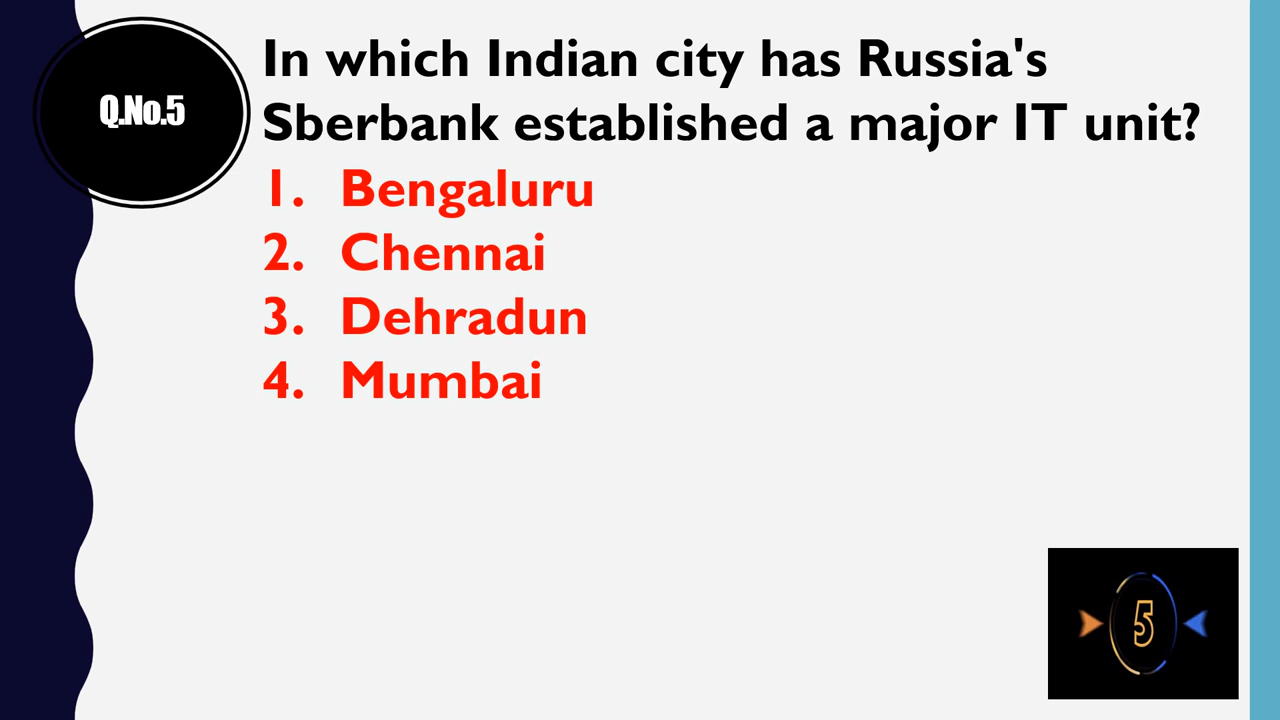 Q.No.5
In which Indian city has Russia's
Sberbank established a major IT unit?
1. Bengaluru
2. Chennai
3. Dehradun
4. Mumbai
5